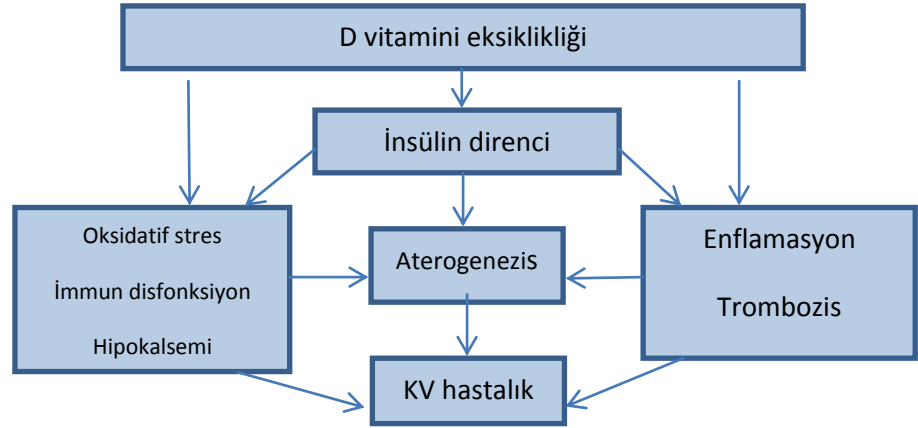 D vitamini eksikliği
İnsülin direnci
Oksidatif stres
İmmun disfonksiyon
Hipokalsemi
Aterogenezis
Enflamasyon
Trombozis
KV hastalık